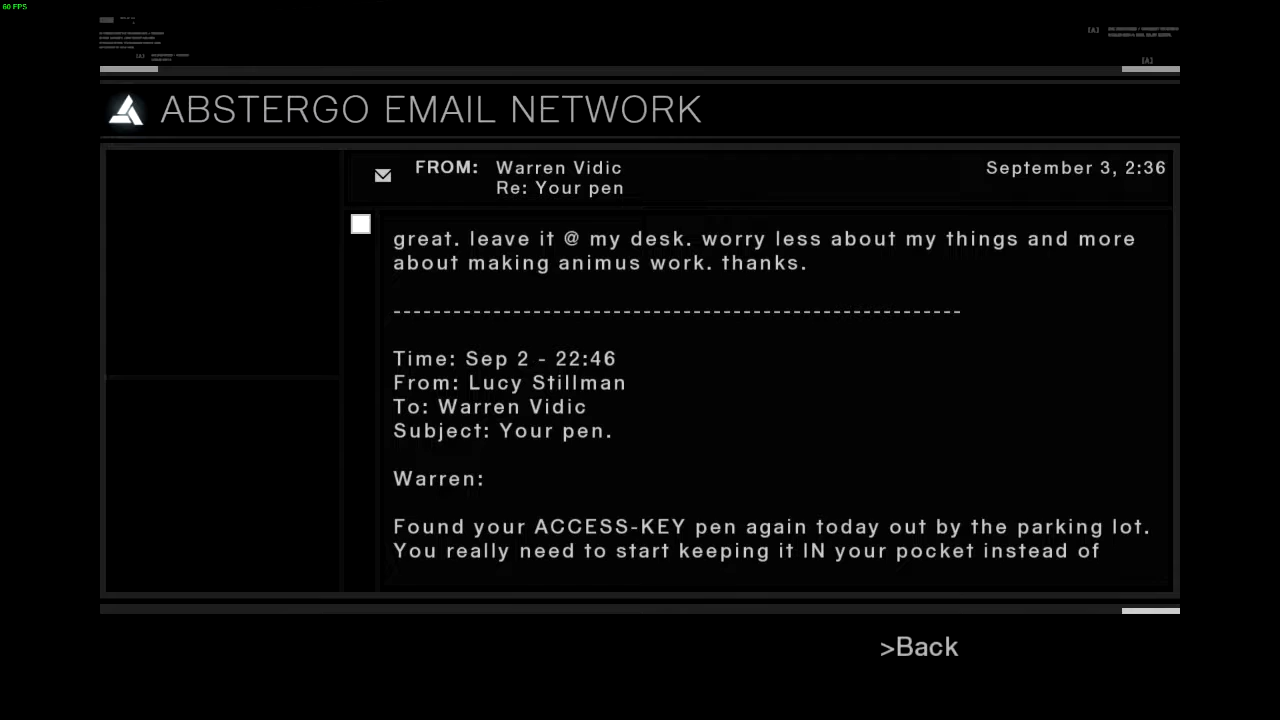 60 FPS
[A]
[A]
[A]
ABSTERGO EMAIL NETWORK
FROM: Warren Vidic September 3, 2:36
Re: Your pen
great. leave it @ my desk. worry less about my things and more
about making animus work. thanks.
---------------------------------------------------------
Time: Sep 2 - 22:46
From: Lucy Stillman
To: Warren Vidic
Subject: Your pen.
Warren:
Found your ACCESS-KEY pen again today out by the parking lot.
You really need to start keeping it IN your pocket instead of
>Back